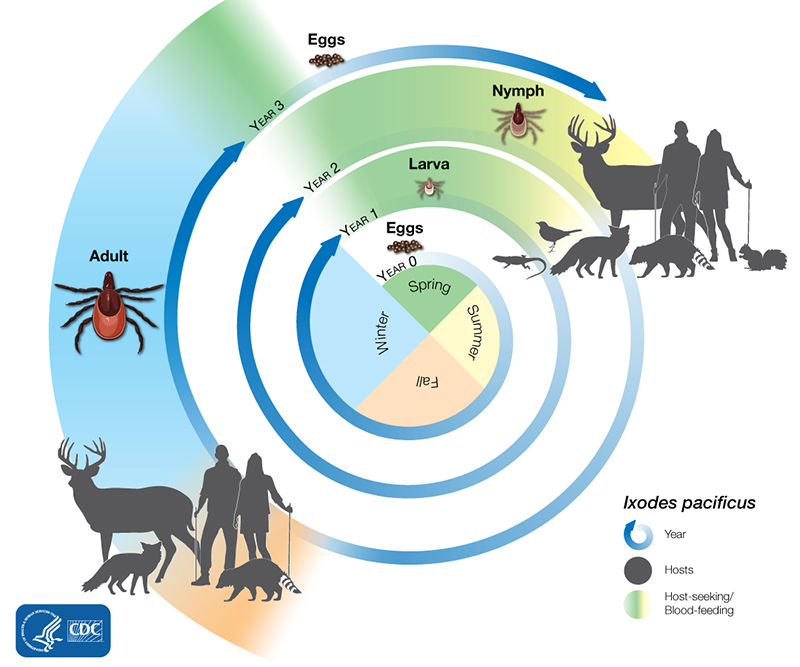 Eggs
YEAR 3
Nymph
YEAR 2
Larva
YEAR 1
Eggs
YEAR 0
Adult
Spring
Summer
Fall
Winter
Ixodes pacificus
Year
Hosts
Host-seeking/
Blood-feeding
CDC